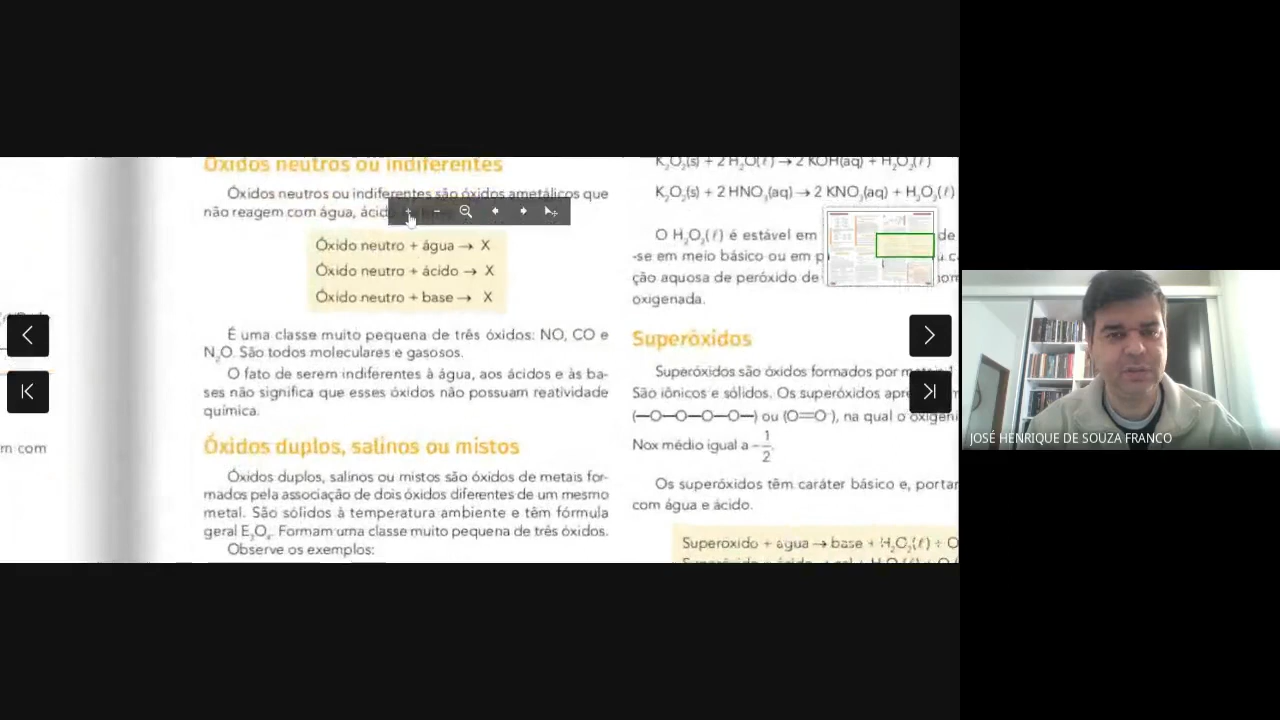 Óxidos neutros ou indiferentes
Óxidos neutros ou indiferentes são óxidos ametálicos que
não reagem com água, ácid
Óxido neutro + água → X
Óxido neutro + ácido → X
Óxido neutro + base → X
É uma classe muito pequena de três óxidos: NO, CO e
N₂O. São todos moleculares e gasosos.
O fato de serem indiferentes à água, aos ácidos e às ba-
ses não significa que esses óxidos não possuam reatividade
química.
Óxidos duplos, salinos ou mistos
Óxidos duplos, salinos ou mistos são óxidos de metais for-
mados pela associação de dois óxidos diferentes de um mesmo
metal. São sólidos à temperatura ambiente e têm fórmula
geral E₃O₄. Formam uma classe muito pequena de três óxidos.
Observe os exemplos:
K₂O₂(s) + 2 H₂O(ℓ) → 2 KOH(aq) + H₂O₂(ℓ)
K₂O₂(s) + 2 HNO₃(aq) → 2 KNO₃(aq) + H₂O₂(ℓ)
O H₂O₂(ℓ) é estável em de
-se em meio básico ou em p
ção aquosa de peróxido de
oxigenada.
Superóxidos
Superóxidos são óxidos formados por
São iônicos e sólidos. Os superóxidos apre
(—O—O—O—O—) ou (O=O⁻), na qual o oxigêni
Nox médio igual a -1/2.
Os superóxidos têm caráter básico e, portan
com água e ácido.
Superóxido + água → base + H₂O₂(ℓ) + O
m com
JOSÉ HENRIQUE DE SOUZA FRANCO